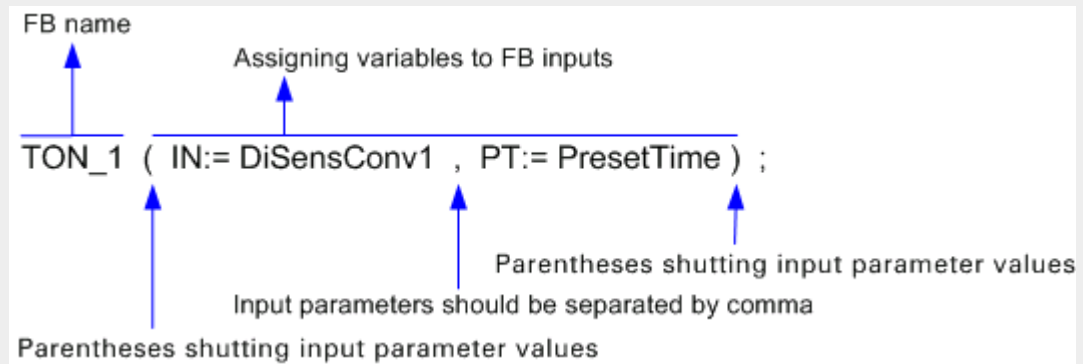 FB name
Assigning variables to FB inputs
TON_1 ( IN:= DiSensConv1 , PT:= PresetTime ) ;
Parentheses shutting input parameter values
Input parameters should be separated by comma
Parentheses shutting input parameter values